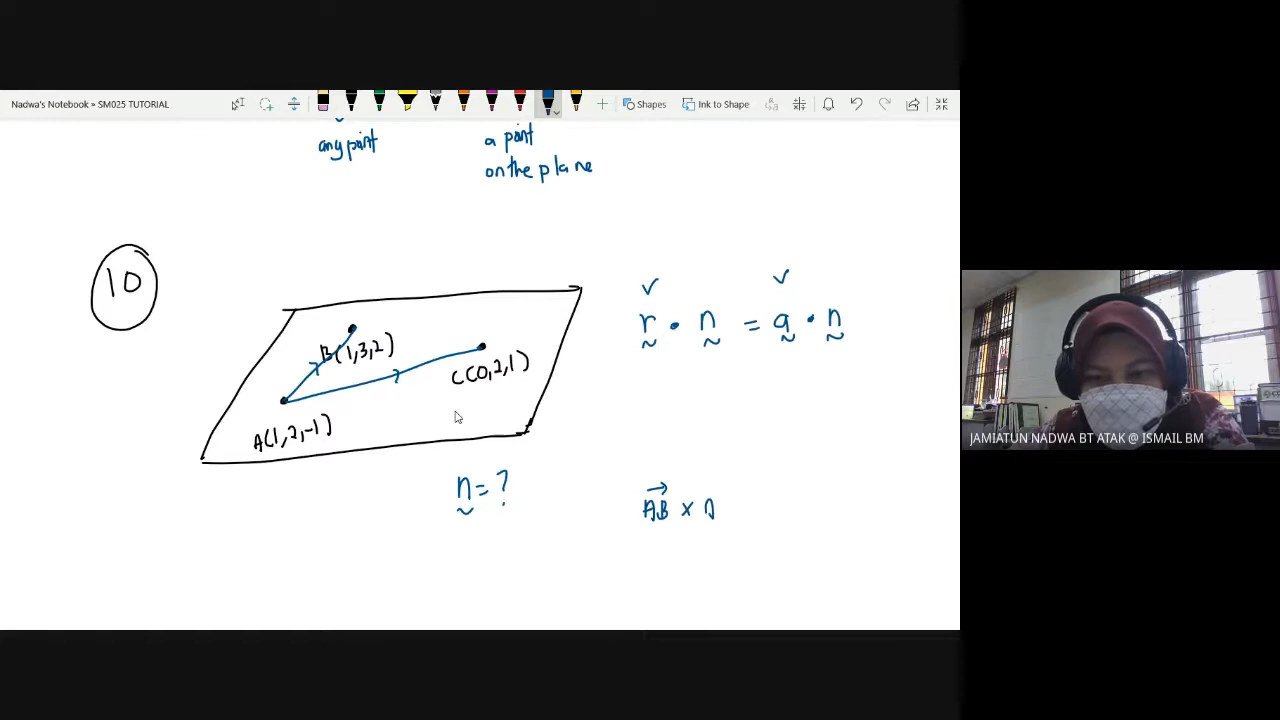 Nadwa's Notebook » SM025 TUTORIAL
Shapes
Ink to Shape
any point
a point
on the plane
10
r · n = a · n
B(1,3,2)
C(0,2,1)
A(1,2,-1)
n = ?
AB × A
JAMIATUN NADWA BT ATAK @ ISMAIL BM